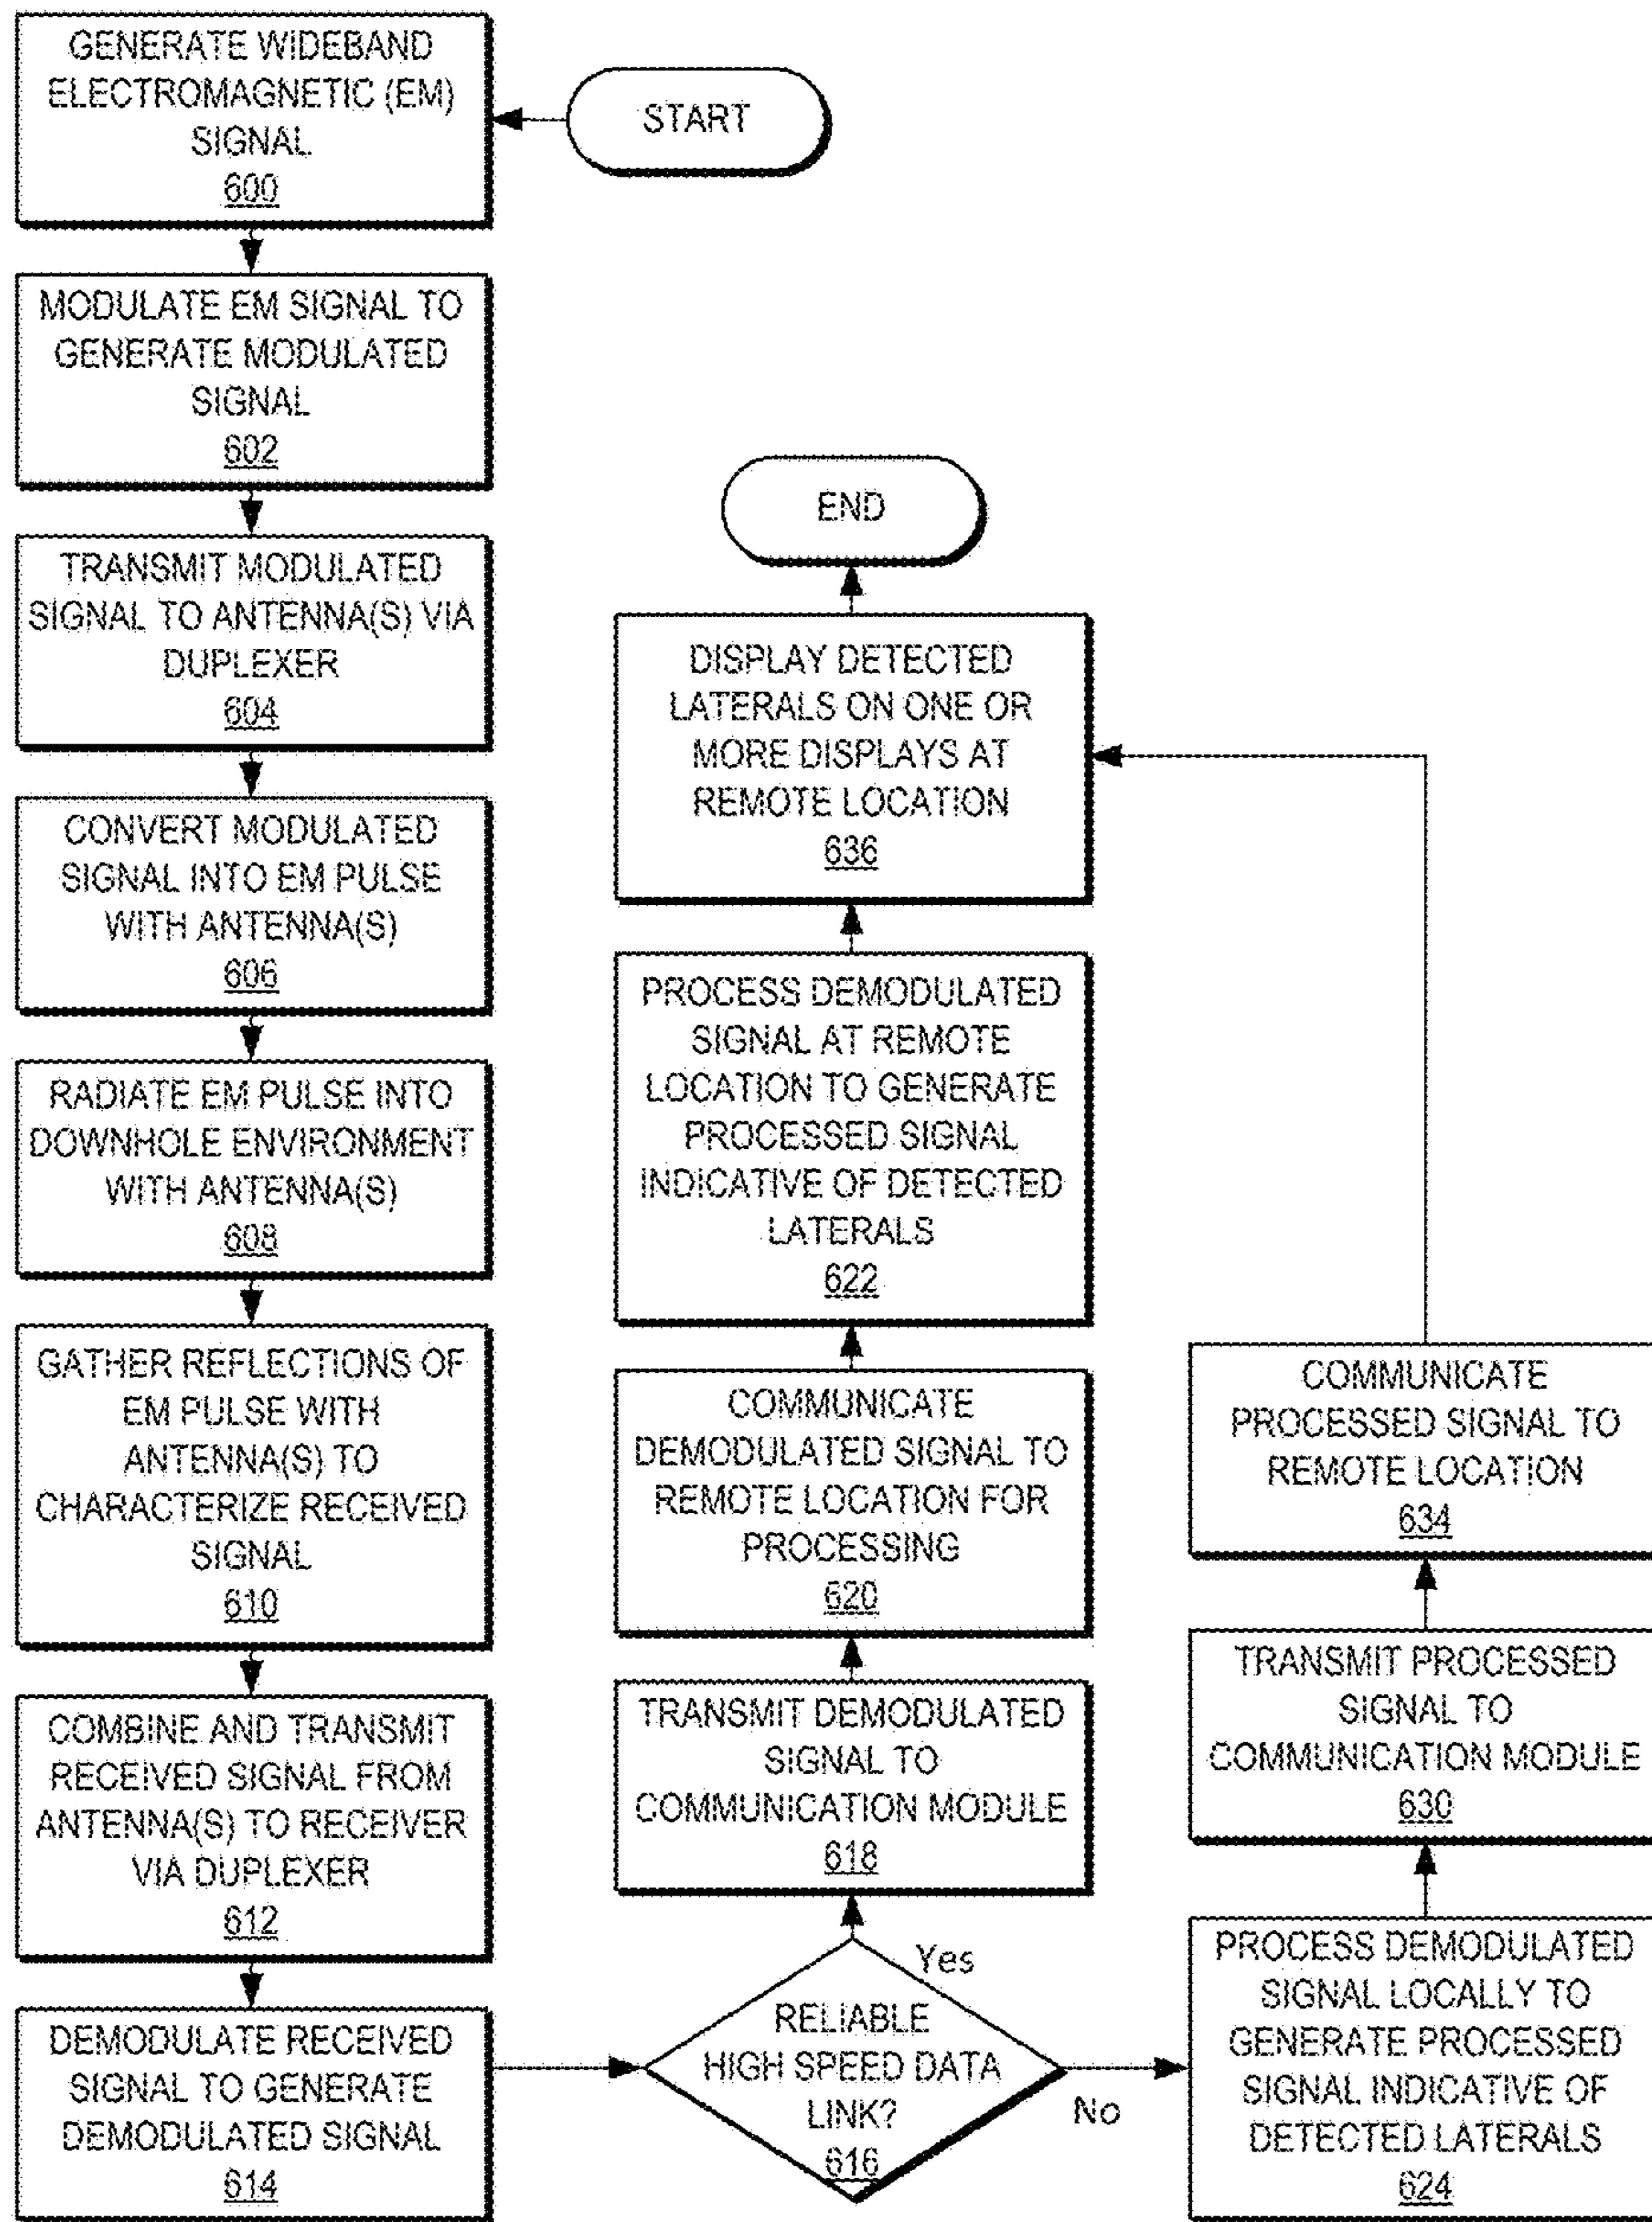 START
GENERATE WIDEBAND
ELECTROMAGNETIC (EM)
SIGNAL
600
MODULATE EM SIGNAL TO
GENERATE MODULATED
SIGNAL
602
TRANSMIT MODULATED
SIGNAL TO ANTENNA(S) VIA
DUPLEXER
604
CONVERT MODULATED
SIGNAL INTO EM PULSE
WITH ANTENNA(S)
606
RADIATE EM PULSE INTO
DOWNHOLE ENVIRONMENT
WITH ANTENNA(S)
608
GATHER REFLECTIONS OF
EM PULSE WITH
ANTENNA(S) TO
CHARACTERIZE RECEIVED
SIGNAL
610
COMBINE AND TRANSMIT
RECEIVED SIGNAL FROM
ANTENNA(S) TO RECEIVER
VIA DUPLEXER
612
DEMODULATE RECEIVED
SIGNAL TO GENERATE
DEMODULATED SIGNAL
614
RELIABLE
HIGH SPEED DATA
LINK?
616
Yes
TRANSMIT DEMODULATED
SIGNAL TO
COMMUNICATION MODULE
618
COMMUNICATE
DEMODULATED SIGNAL TO
REMOTE LOCATION FOR
PROCESSING
620
PROCESS DEMODULATED
SIGNAL AT REMOTE
LOCATION TO GENERATE
PROCESSED SIGNAL
INDICATIVE OF DETECTED
LATERALS
622
No
PROCESS DEMODULATED
SIGNAL LOCALLY TO
GENERATE PROCESSED
SIGNAL INDICATIVE OF
DETECTED LATERALS
624
TRANSMIT PROCESSED
SIGNAL TO
COMMUNICATION MODULE
630
COMMUNICATE
PROCESSED SIGNAL TO
REMOTE LOCATION
634
DISPLAY DETECTED
LATERALS ON ONE OR
MORE DISPLAYS AT
REMOTE LOCATION
636
END